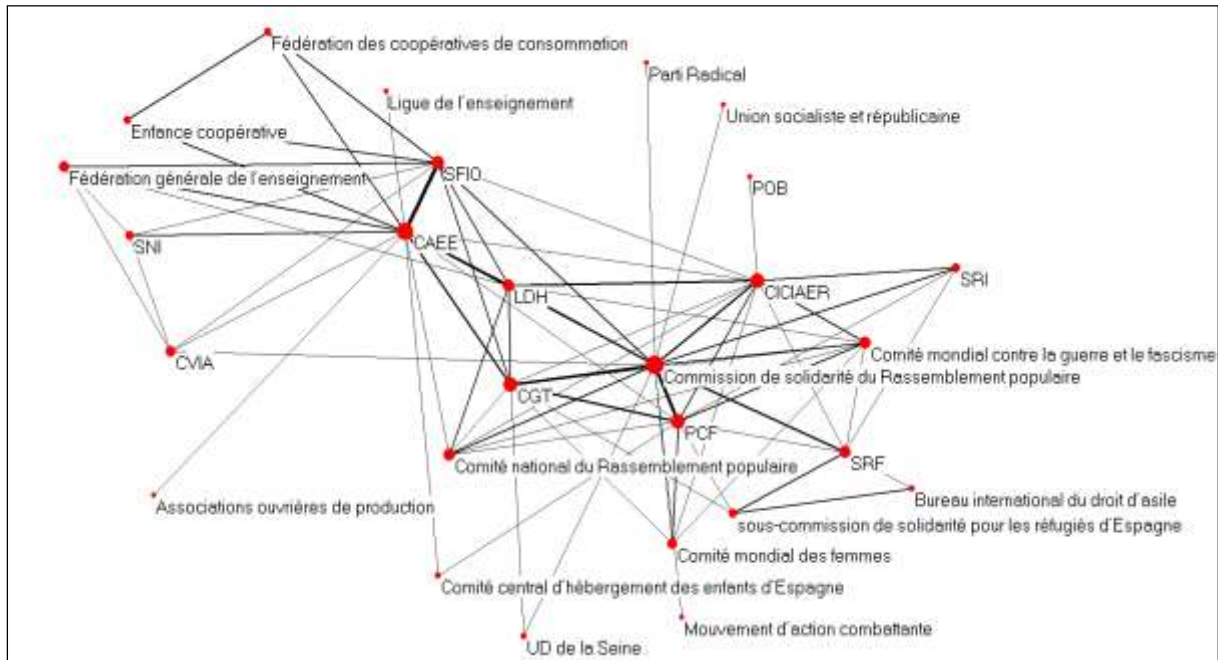 Fédération des coopératives de consommation
Parti Radical
Ligue de l'enseignement
Union socialiste et républicaine
Enfance coopérative
SFIO
Fédération générale de l'enseignement
POB
CAEE
SNI
SRI
LDH
CICIAER
CVIA
Comité mondial contre la guerre et le fascisme
Commission de solidarité du Rassemblement populaire
CGT
PCF
Comité national du Rassemblement populaire
SRF
Associations ouvrières de production
Bureau international du droit d'asile
sous-commission de solidarité pour les réfugiés d'Espagne
Comité mondial des femmes
Comité central d'hébergement des enfants d'Espagne
Mouvement d'action combattante
UD de la Seine